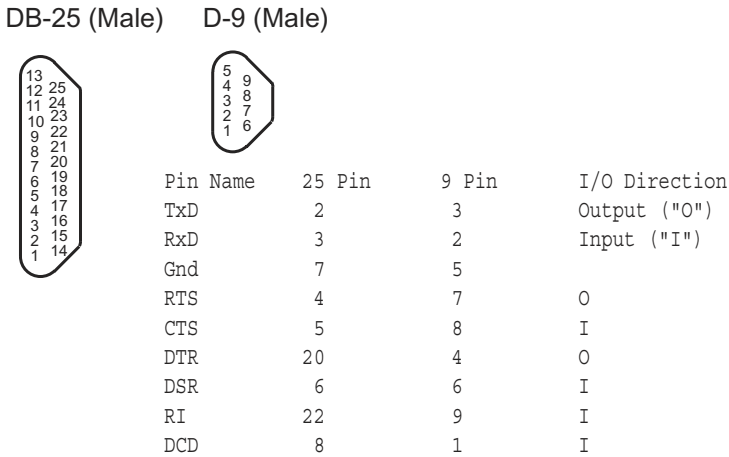 DB-25 (Male) D-9 (Male)
13
12 25
11 24
10 23
9 22
8 21
7 20
6 19
5 18
4 17
3 16
2 15
1 14
5
4 9
3 8
2 7
1 6
Pin Name 25 Pin 9 Pin I/O Direction
TxD 2 3 Output ("O")
RxD 3 2 Input ("I")
Gnd 7 5
RTS 4 7 O
CTS 5 8 I
DTR 20 4 O
DSR 6 6 I
RI 22 9 I
DCD 8 1 I